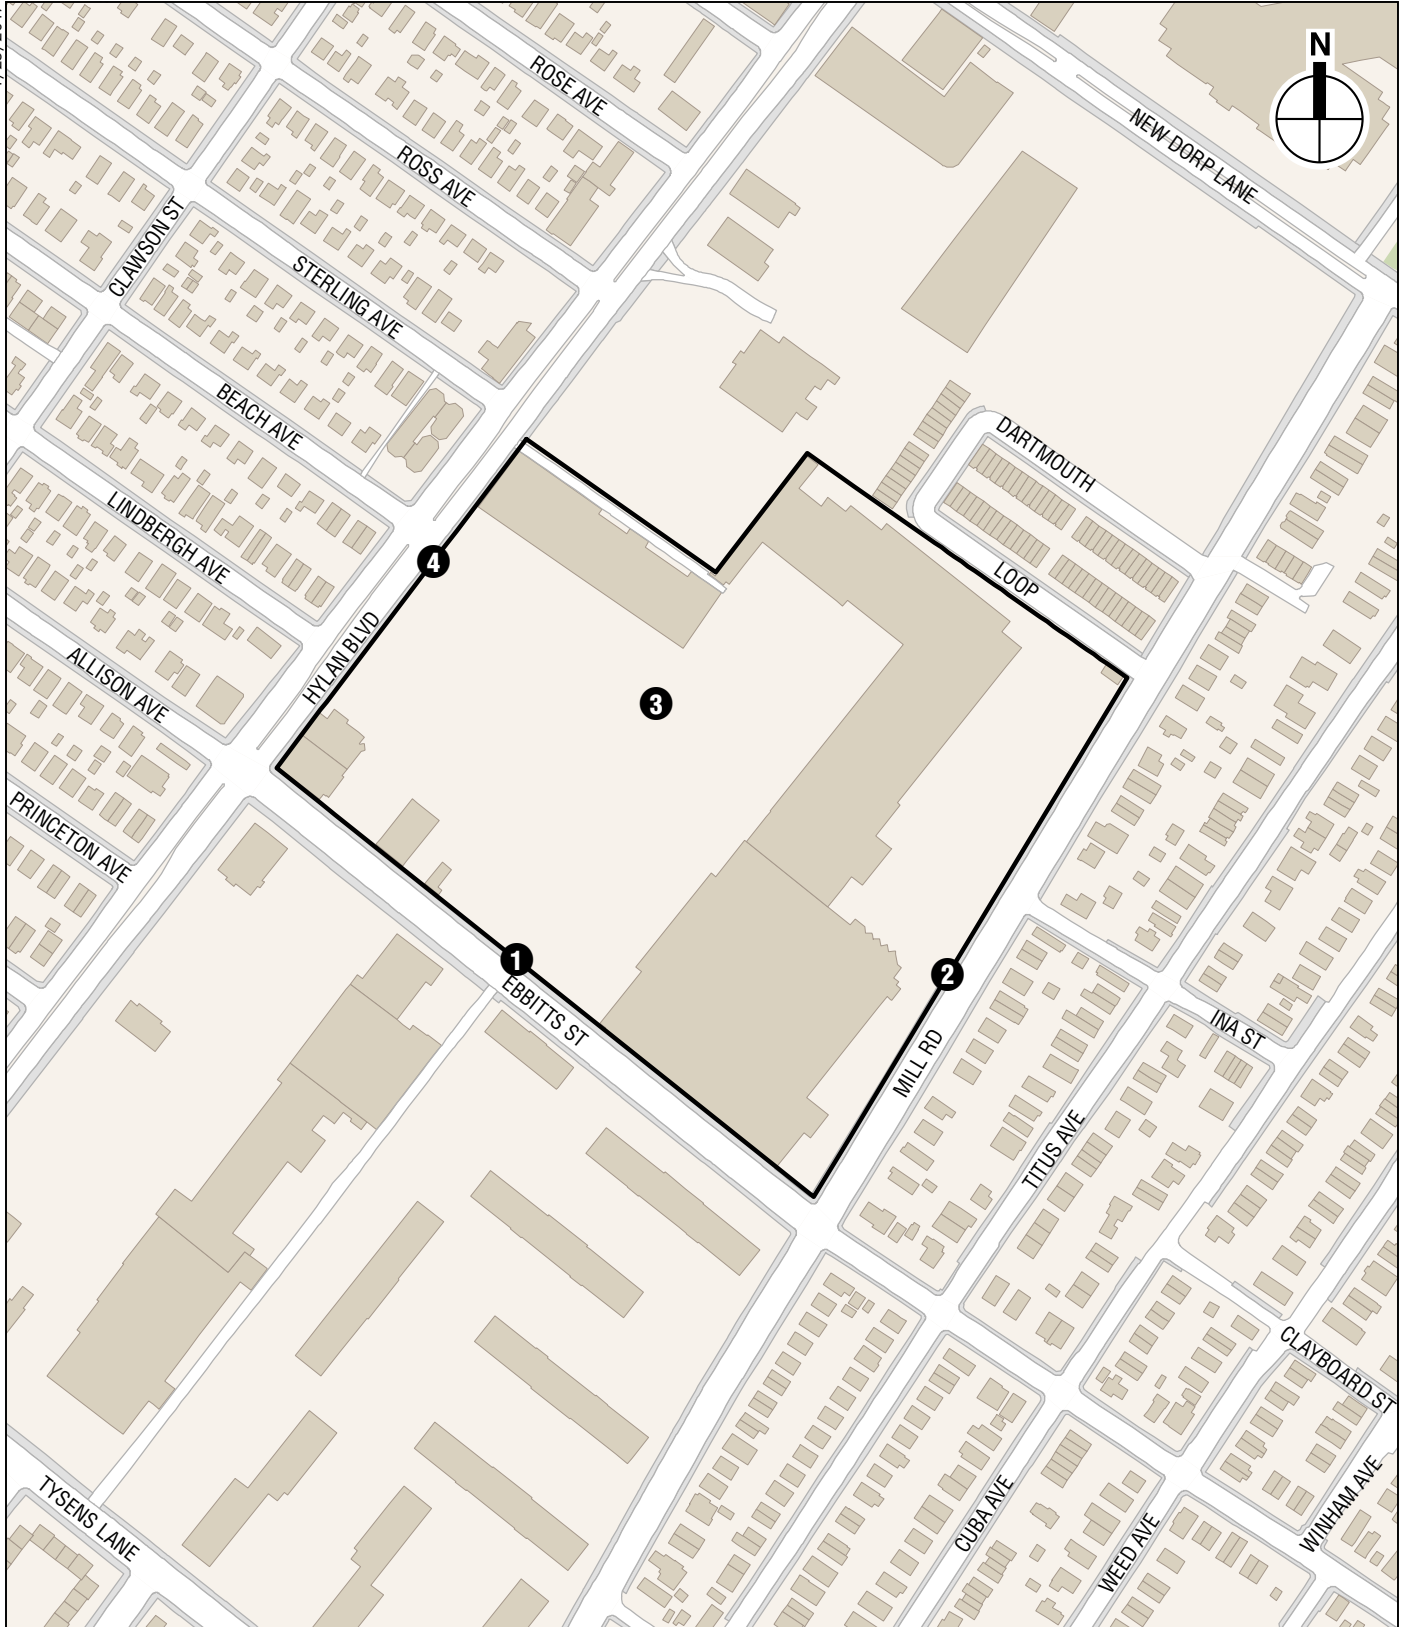 N
ROSE AVE
NEW DORP LANE
ROSS AVE
CLAWSON ST
STERLING AVE
BEACH AVE
DARTMOUTH
LOOP
LINDBERGH AVE
4
HYLAN BLVD
ALLISON AVE
3
PRINCETON AVE
1
EBBITTS ST
2
MILL RD
INA ST
TITUS AVE
CLAYBOARD ST
TYSENS LANE
CUBA AVE
WEED AVE
WINHAM AVE